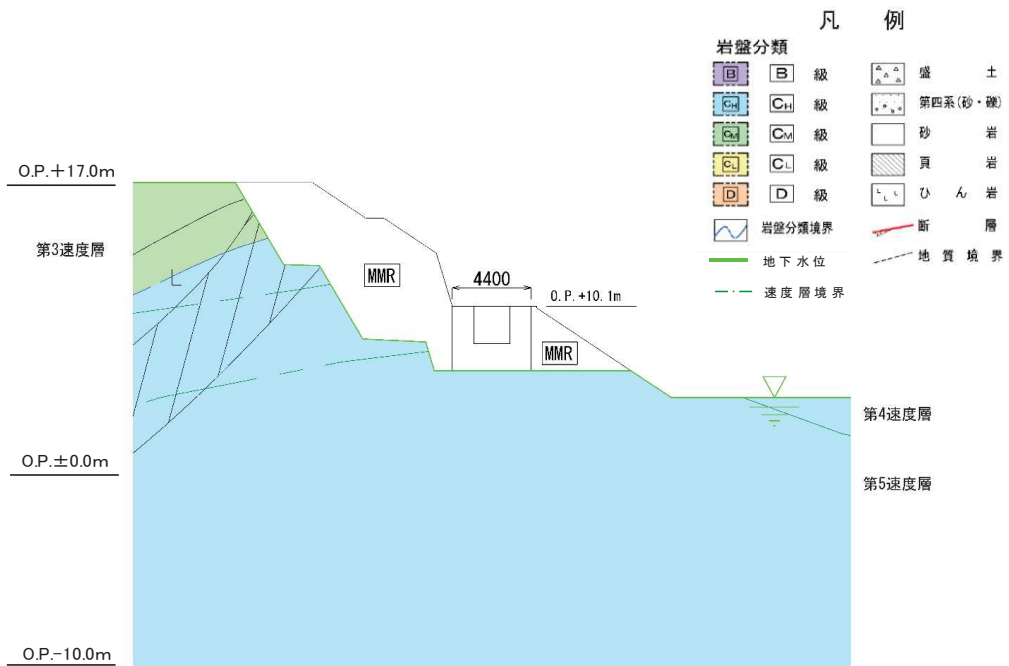 凡 例
岩盤分類
B B 級
CH CH 級
CM CM 級
CL CL 級
D D 級
岩盤分類境界
地下水位
速度層境界
盛 土
第四系(砂・礫)
砂 岩
頁 岩
ひ ん 岩
断 層
地 質 境 界
O.P.+17.0m
第3速度層
MMR
4400
O.P.+10.1m
MMR
第4速度層
O.P.±0.0m
第5速度層
O.P.-10.0m